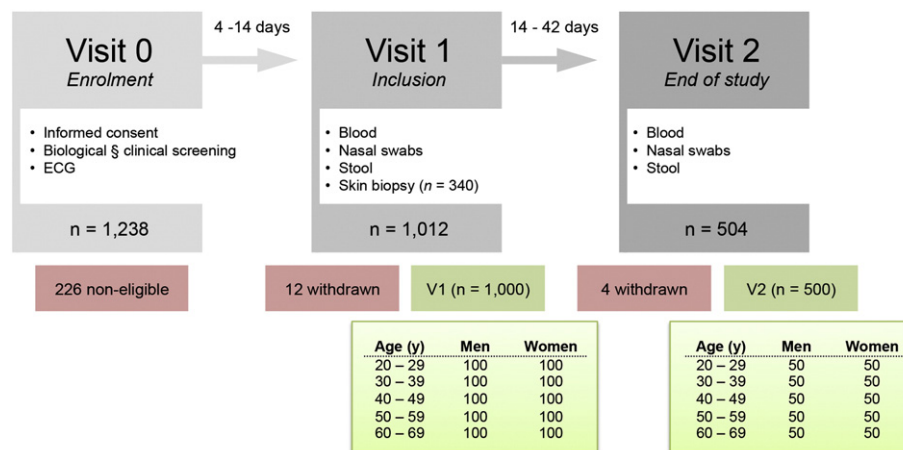 Visit 0
Enrolment
• Informed consent
• Biological § clinical screening
• ECG
n = 1,238
4 -14 days
Visit 1
Inclusion
• Blood
• Nasal swabs
• Stool
• Skin biopsy (n = 340)
n = 1,012
14 - 42 days
Visit 2
End of study
• Blood
• Nasal swabs
• Stool
n = 504
226 non-eligible
12 withdrawn
V1 (n = 1,000)
4 withdrawn
V2 (n = 500)
Age (y) Men Women
20 – 29 100 100
30 – 39 100 100
40 – 49 100 100
50 – 59 100 100
60 – 69 100 100
Age (y) Men Women
20 – 29 50 50
30 – 39 50 50
40 – 49 50 50
50 – 59 50 50
60 – 69 50 50